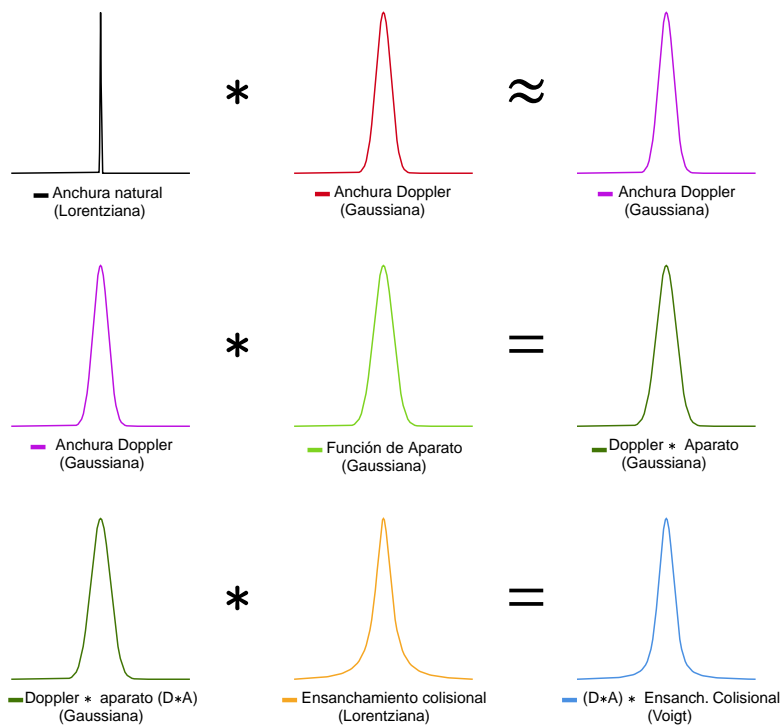 * ≈
Anchura natural
(Lorentziana)
Anchura Doppler
(Gaussiana)
Anchura Doppler
(Gaussiana)
* =
Anchura Doppler
(Gaussiana)
Función de Aparato
(Gaussiana)
Doppler * Aparato
(Gaussiana)
* =
Doppler * aparato (D*A)
(Gaussiana)
Ensanchamiento colisional
(Lorentziana)
(D*A) * Ensanch. Colisional
(Voigt)